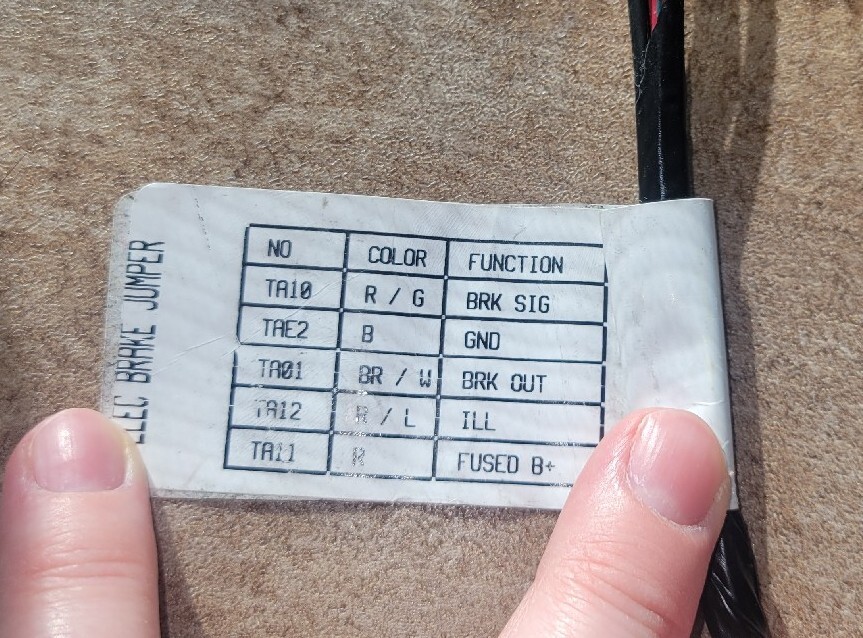 ELEC BRAKE JUMPER
NO COLOR FUNCTION
TA10 R / G BRK SIG
TAE2 B GND
TA01 BR / W BRK OUT
TA12 R / L ILL
TA11 R FUSED B+